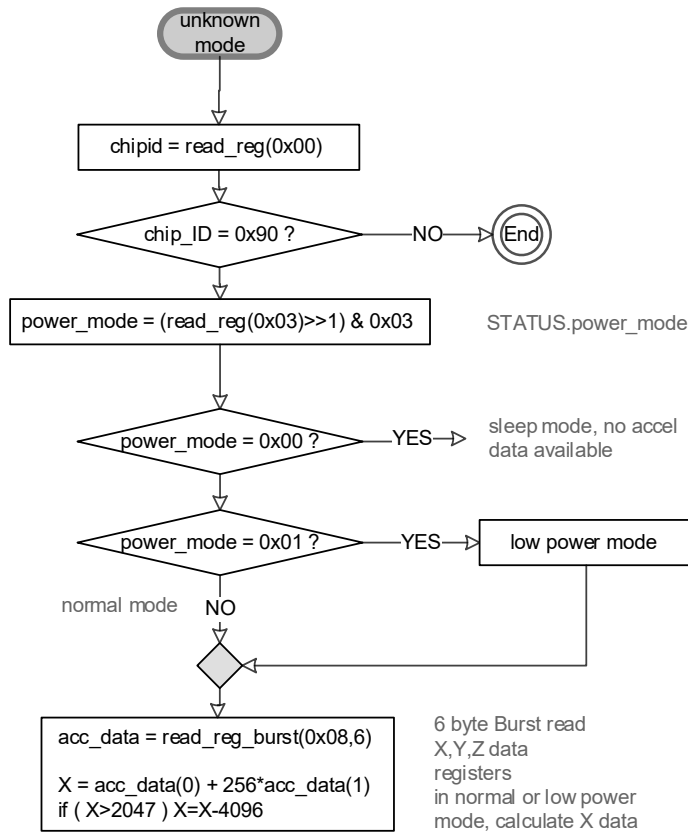 unknown
mode
chipid = read_reg(0x00)
chip_ID = 0x90 ?
NO
End
power_mode = (read_reg(0x03)>>1) & 0x03
STATUS.power_mode
power_mode = 0x00 ?
YES
sleep mode, no accel
data available
power_mode = 0x01 ?
YES
low power mode
normal mode
NO
acc_data = read_reg_burst(0x08,6)
X = acc_data(0) + 256*acc_data(1)
if ( X>2047 ) X=X-4096
6 byte Burst read
X,Y,Z data
registers
in normal or low power
mode, calculate X data